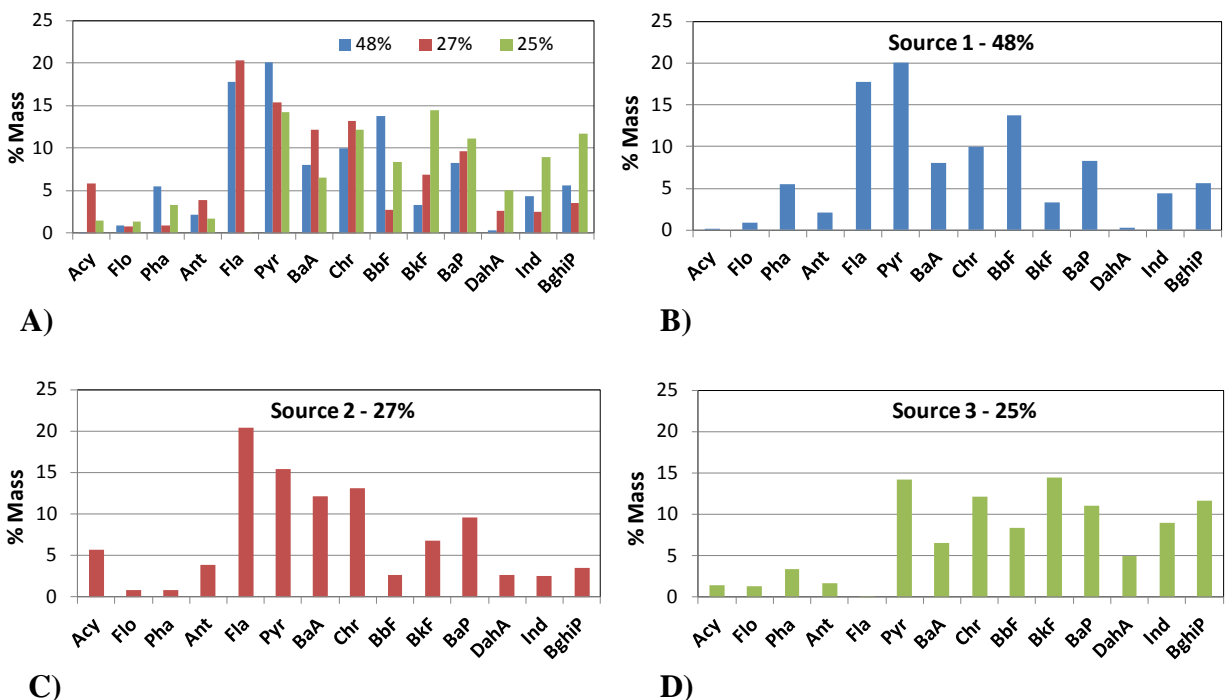 25
20
15
10
5
0
% Mass
48% 27% 25%
Acy Flo Pha Ant Fla Pyr BaA Chr BbF BkF BaP DahA Ind BghiP
A)
25
20
15
10
5
0
% Mass
Source 1 - 48%
Acy Flo Pha Ant Fla Pyr BaA Chr BbF BkF BaP DahA Ind BghiP
B)
25
20
15
10
5
0
% Mass
Source 2 - 27%
Acy Flo Pha Ant Fla Pyr BaA Chr BbF BkF BaP DahA Ind BghiP
C)
25
20
15
10
5
0
% Mass
Source 3 - 25%
Acy Flo Pha Ant Fla Pyr BaA Chr BbF BkF BaP DahA Ind BghiP
D)